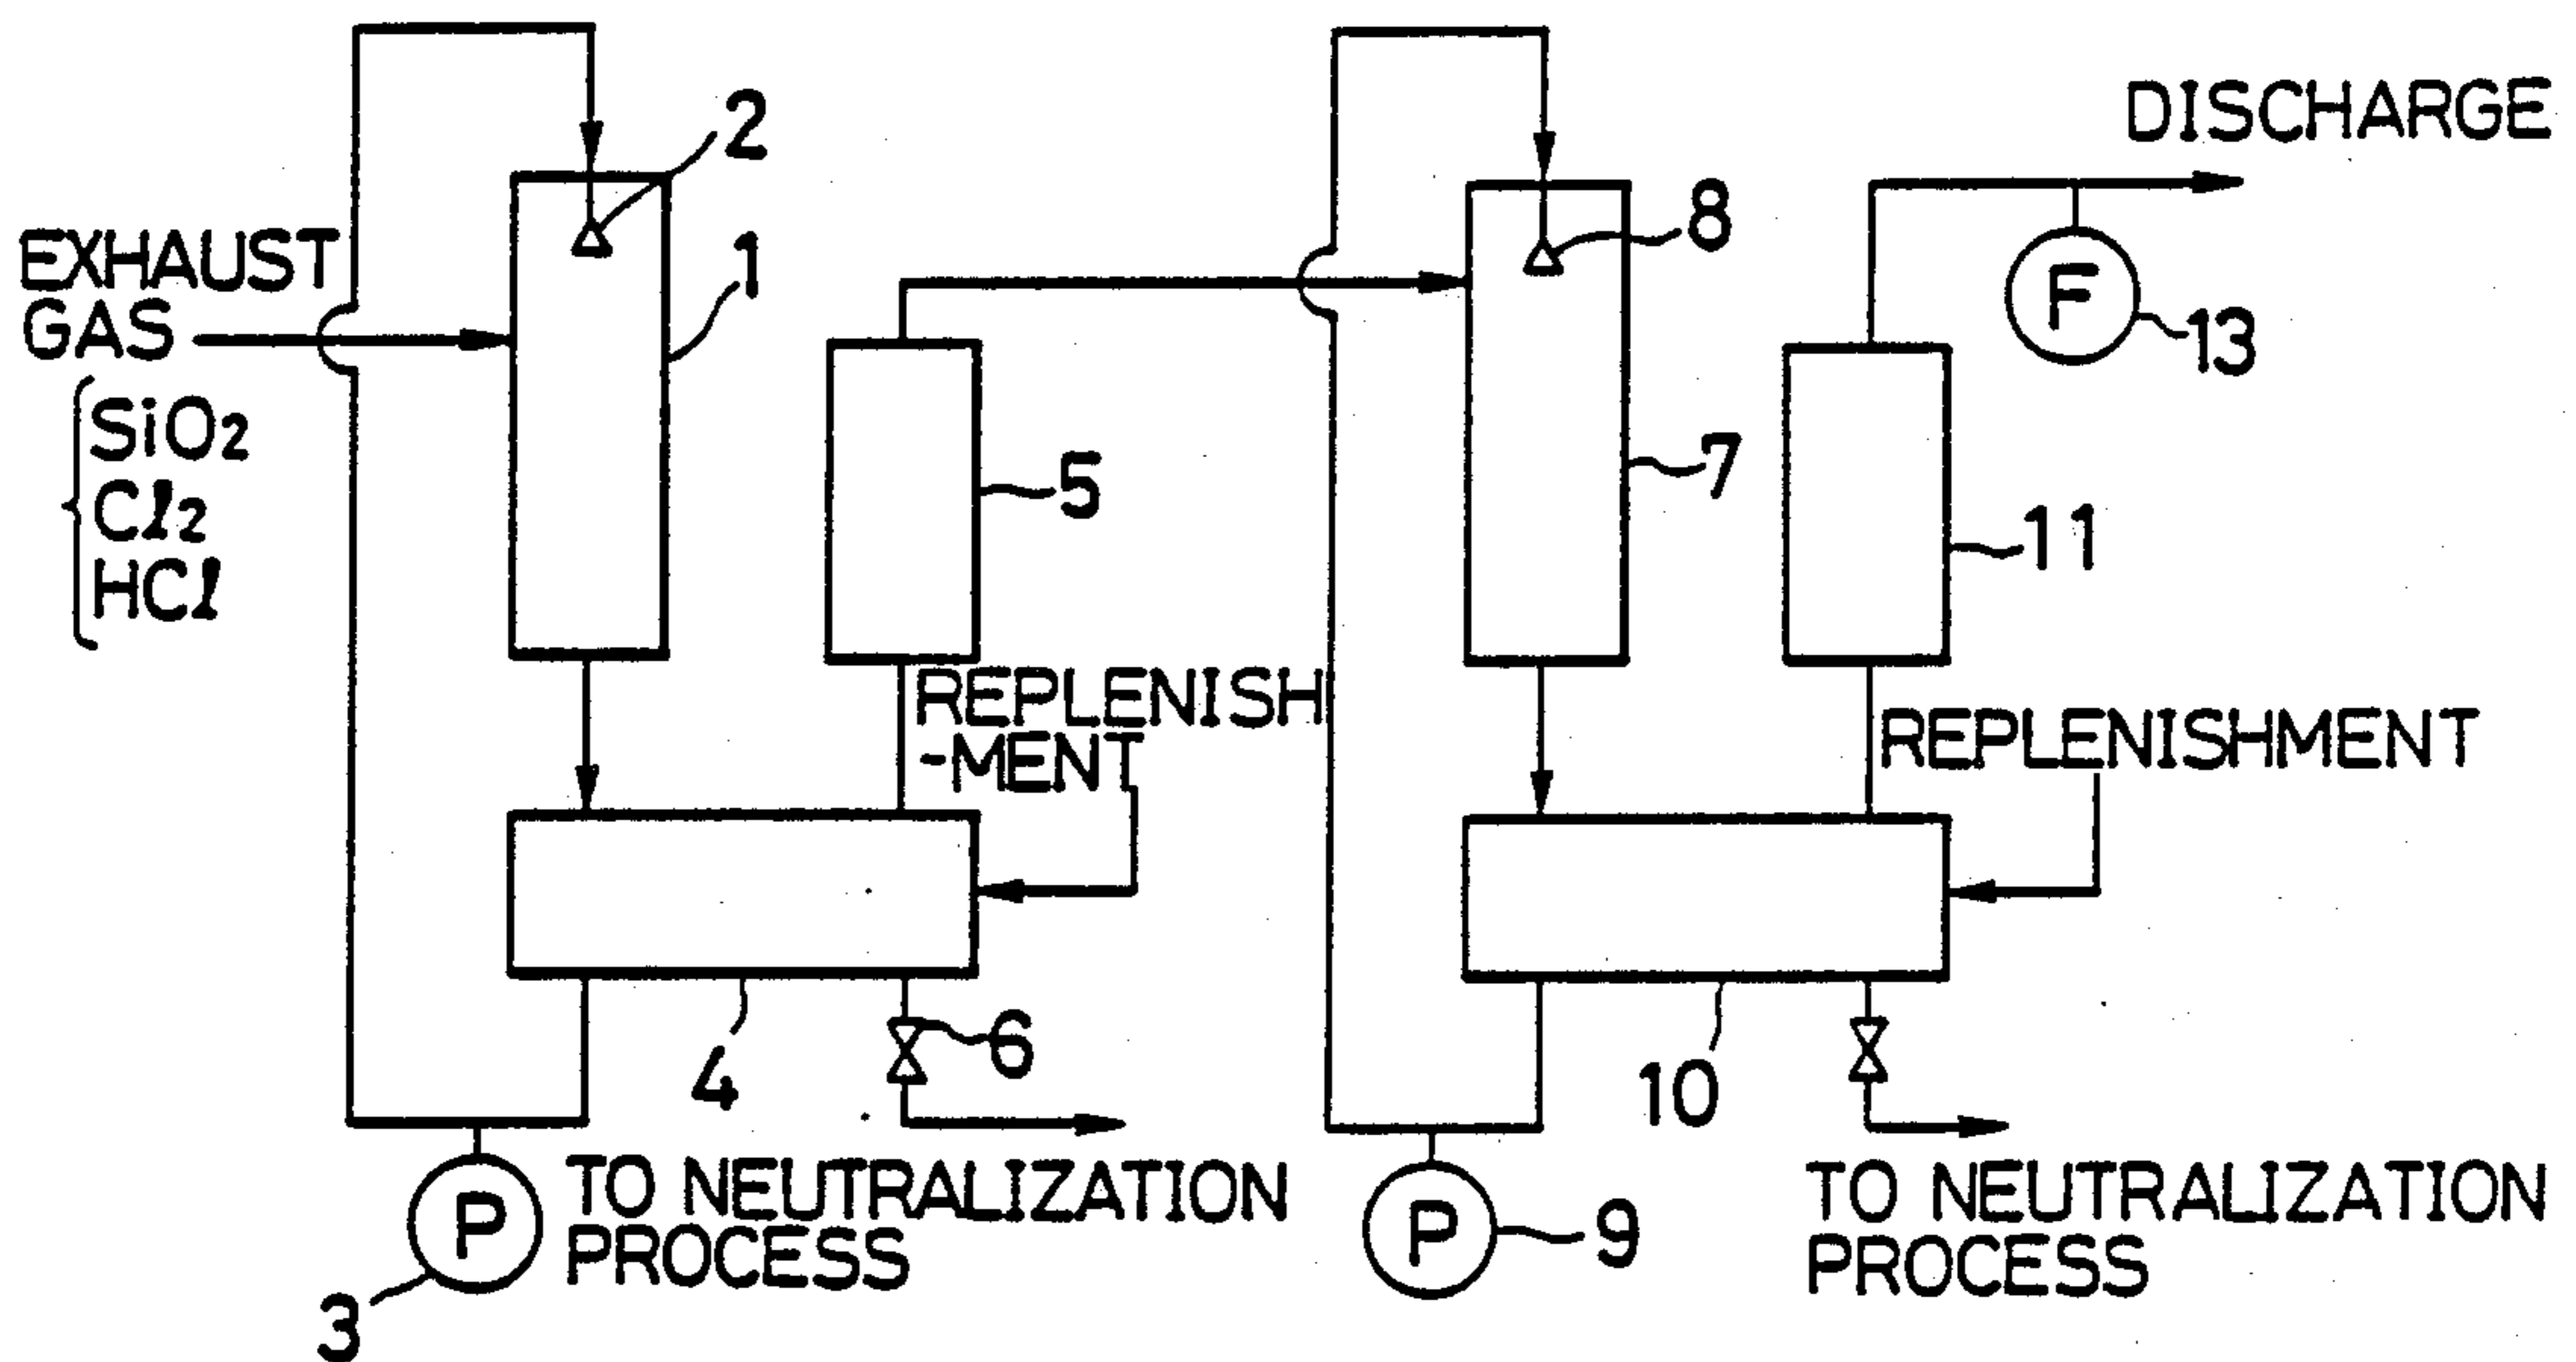 DISCHARGE
2
8
1
EXHAUST
GAS
SiO2
Cl2
HCl
F
13
5
7
11
REPLENISH
-MENT
REPLENISHMENT
6
4
10
P
3
TO NEUTRALIZATION
PROCESS
P
9
TO NEUTRALIZATION
PROCESS